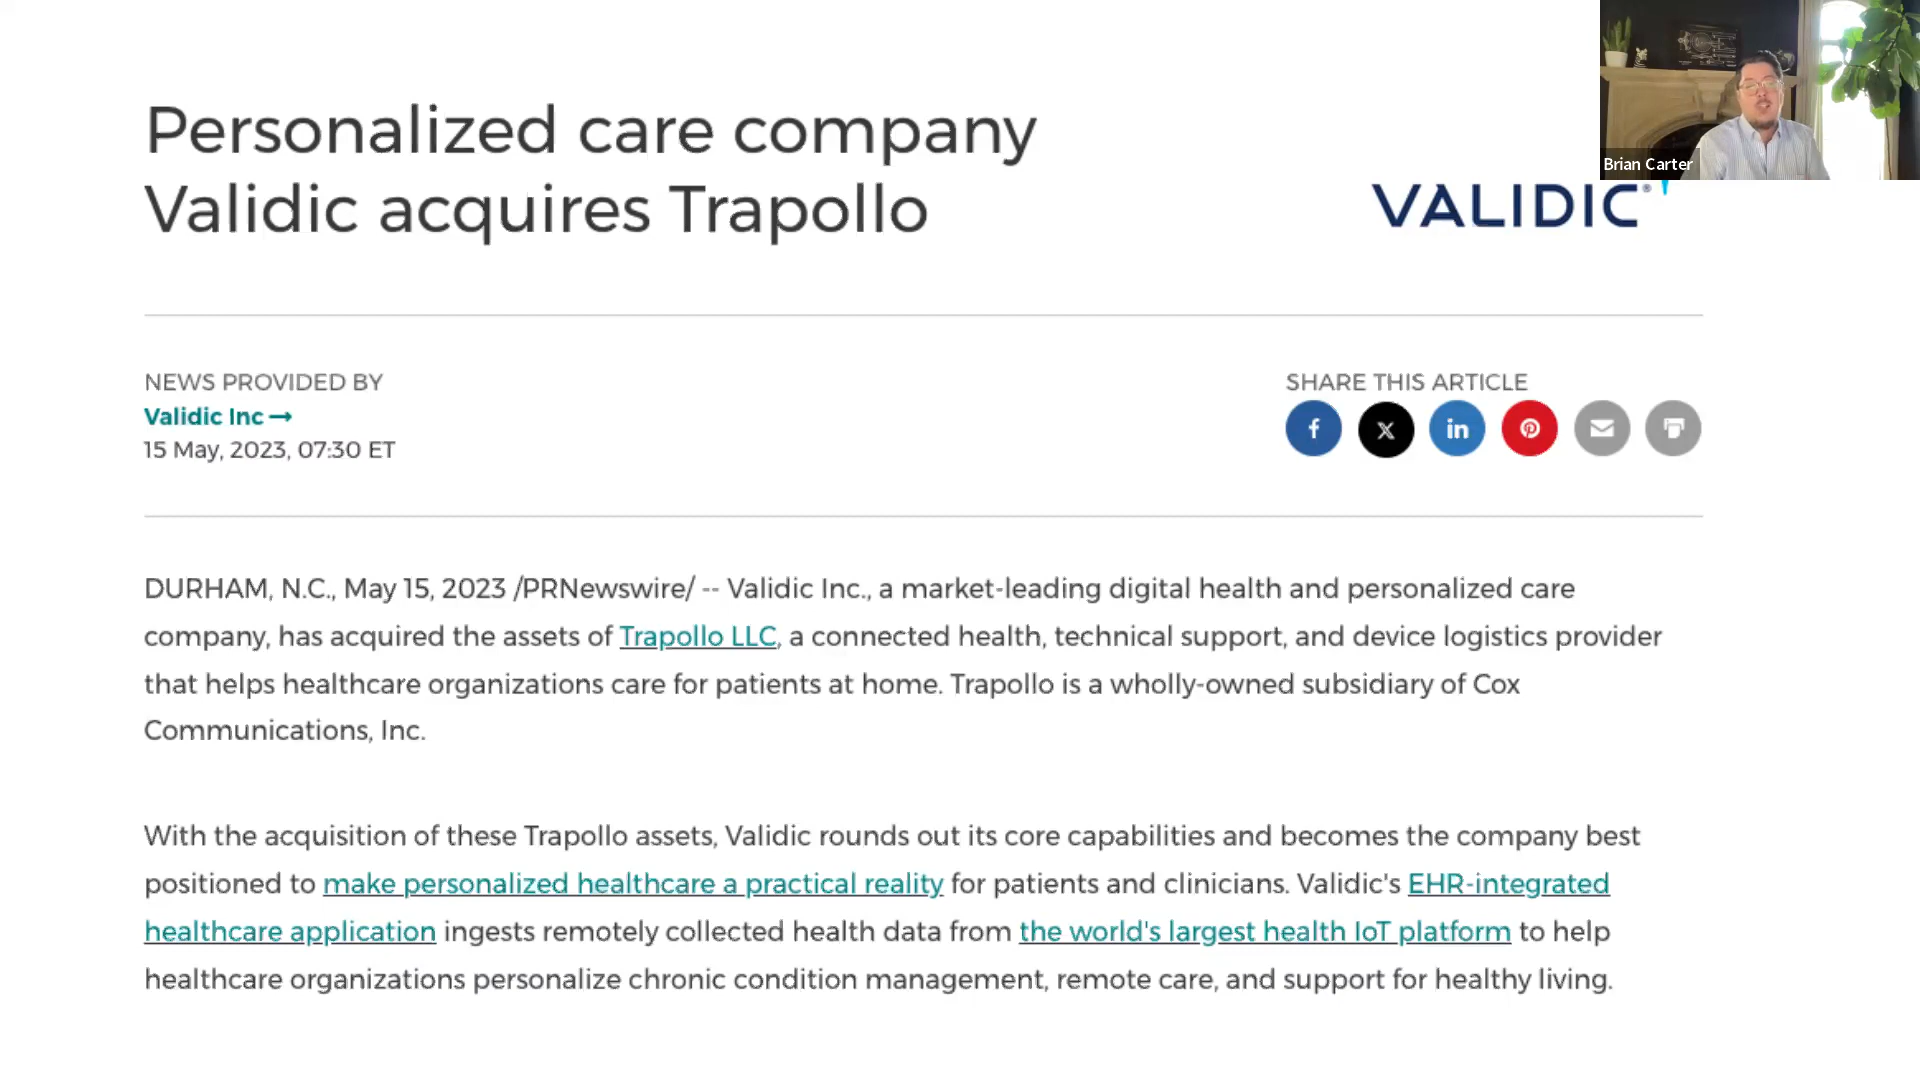 Personalized care company
Validic acquires Trapollo
Brian Carter
VALIDIC®
NEWS PROVIDED BY
Validic Inc →
15 May, 2023, 07:30 ET
SHARE THIS ARTICLE
DURHAM, N.C., May 15, 2023 /PRNewswire/ -- Validic Inc., a market-leading digital health and personalized care
company, has acquired the assets of Trapollo LLC, a connected health, technical support, and device logistics provider
that helps healthcare organizations care for patients at home. Trapollo is a wholly-owned subsidiary of Cox
Communications, Inc.
With the acquisition of these Trapollo assets, Validic rounds out its core capabilities and becomes the company best
positioned to make personalized healthcare a practical reality for patients and clinicians. Validic's EHR-integrated
healthcare application ingests remotely collected health data from the world's largest health IoT platform to help
healthcare organizations personalize chronic condition management, remote care, and support for healthy living.